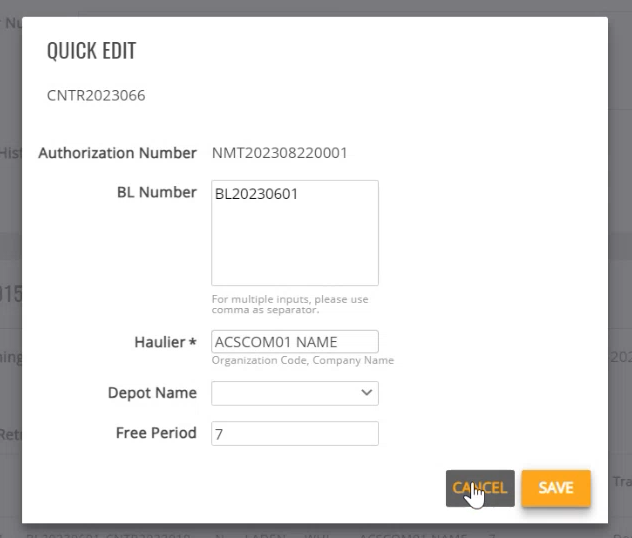 QUICK EDIT
CNTR2023066
Authorization Number NMT202308220001
BL Number BL20230601
For multiple inputs, please use
comma as separator.
Haulier * ACSCOM01 NAME
Organization Code, Company Name
Depot Name
Free Period 7
CANCEL SAVE